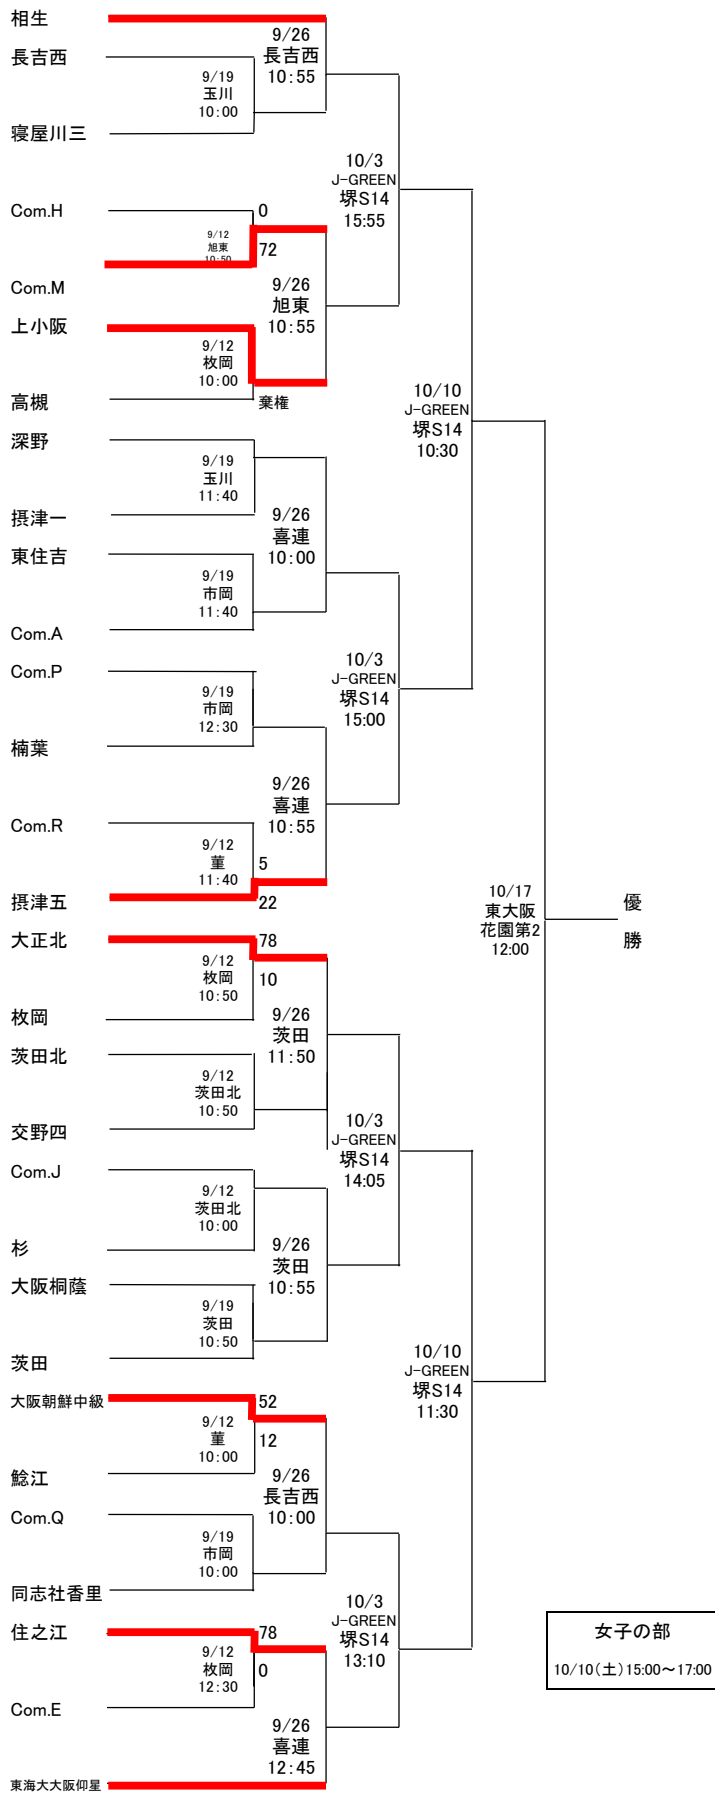 相生
9/26
長吉西
10:55
長吉西
9/19
玉川
10:00
寝屋川三
10/3
J-GREEN
堺S14
15:55
Com.H
0
9/12
旭東
10:50
72
Com.M
9/26
旭東
10:55
上小阪
9/12
枚岡
10:00
高槻
棄権
10/10
J-GREEN
堺S14
10:30
深野
9/19
玉川
11:40
摂津一
9/26
喜連
10:00
東住吉
9/19
市岡
11:40
Com.A
10/3
J-GREEN
堺S14
15:00
Com.P
9/19
市岡
12:30
楠葉
9/26
喜連
10:55
Com.R
9/12
菫
11:40
5
摂津五
22
10/17
東大阪
花園第2
12:00
優
勝
大正北
78
9/12
枚岡
10:50
10
枚岡
9/26
茨田
11:50
茨田北
9/12
茨田北
10:50
交野四
10/3
J-GREEN
堺S14
14:05
Com.J
9/12
茨田北
10:00
杉
9/26
茨田
10:55
大阪桐蔭
9/19
茨田
10:50
茨田
10/10
J-GREEN
堺S14
11:30
大阪朝鮮中級
52
9/12
菫
10:00
12
鯰江
9/26
長吉西
10:00
Com.Q
9/19
市岡
10:00
同志社香里
10/3
J-GREEN
堺S14
13:10
住之江
78
9/12
枚岡
12:30
0
Com.E
9/26
喜連
12:45
東海大大阪仰星
女子の部
10/10(土)15:00～17:00